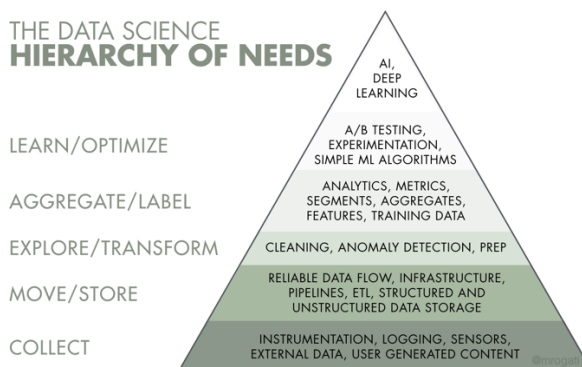 THE DATA SCIENCE
HIERARCHY OF NEEDS
AI,
DEEP
LEARNING
LEARN/OPTIMIZE
A/B TESTING,
EXPERIMENTATION,
SIMPLE ML ALGORITHMS
AGGREGATE/LABEL
ANALYTICS, METRICS,
SEGMENTS, AGGREGATES,
FEATURES, TRAINING DATA
EXPLORE/TRANSFORM
CLEANING, ANOMALY DETECTION, PREP
MOVE/STORE
RELIABLE DATA FLOW, INFRASTRUCTURE,
PIPELINES, ETL, STRUCTURED AND
UNSTRUCTURED DATA STORAGE
COLLECT
INSTRUMENTATION, LOGGING, SENSORS,
EXTERNAL DATA, USER GENERATED CONTENT
@mrogati